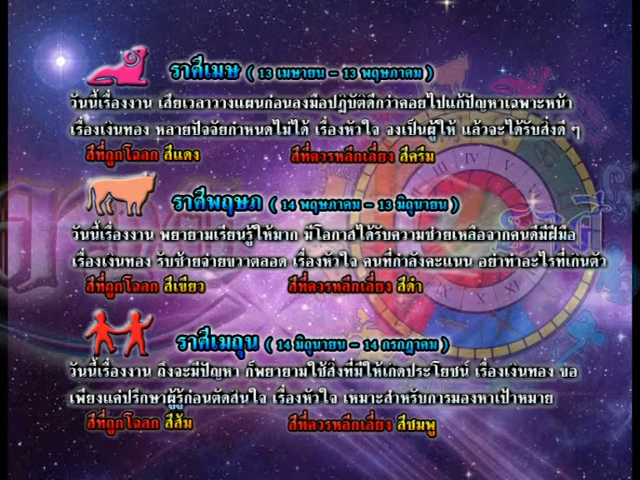 ราศีเมษ ( 13 เมษายน - 13 พฤษภาคม )
วันนี้เรื่องงาน เสียเวลาวางแผนก่อนลงมือปฏิบัติดีกว่าคอยไปแก้ปัญหาเฉพาะหน้า
เรื่องเงินทอง หลายปัจจัยกำหนดไม่ได้ เรื่องหัวใจ จงเป็นผู้ให้ แล้วจะได้รับสิ่งดี ๆ
สีที่ถูกโฉลก สีแดง สีที่ควรหลีกเลี่ยง สีครีม
ราศีพฤษภ ( 14 พฤษภาคม - 13 มิถุนายน )
วันนี้เรื่องงาน พยายามเรียนรู้ให้มาก มีโอกาสได้รับความช่วยเหลือจากคนดีมีฝีมือ
เรื่องเงินทอง รับซ้ายจ่ายขวาตลอด เรื่องหัวใจ คนที่กำลังคะแนน อย่าทำอะไรที่เกินตัว
สีที่ถูกโฉลก สีเขียว สีที่ควรหลีกเลี่ยง สีดำ
ราศีเมถุน ( 14 มิถุนายน - 14 กรกฎาคม )
วันนี้เรื่องงาน ถึงจะมีปัญหา ก็พยายามใช้สิ่งที่มีให้เกิดประโยชน์ เรื่องเงินทอง ขอ
เพียงแค่ปรึกษาผู้รู้ก่อนตัดสินใจ เรื่องหัวใจ เหมาะสำหรับการมองหาเป้าหมาย
สีที่ถูกโฉลก สีส้ม สีที่ควรหลีกเลี่ยง สีชมพู